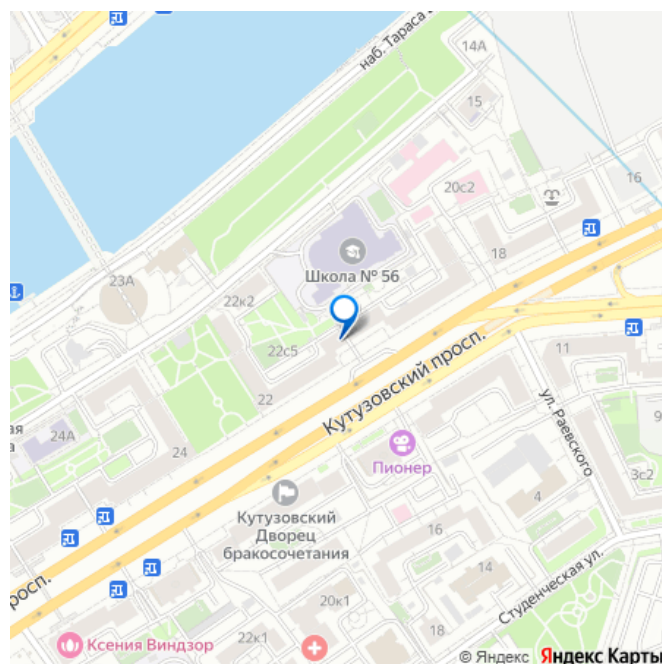 наб. Тараса
14А
15
20с2
16
18
Школа № 56
23А
22к2
22с5
22
Кутузовский просп.
11
ул. Раевского
9
3с2
24А
24
Пионер
4
Кутузовский
Дворец
бракосочетания
16
14
Студенческая ул.
просп.
20к1
18
22к1
Ксения Виндзор
© Яндекс Яндекс Карты